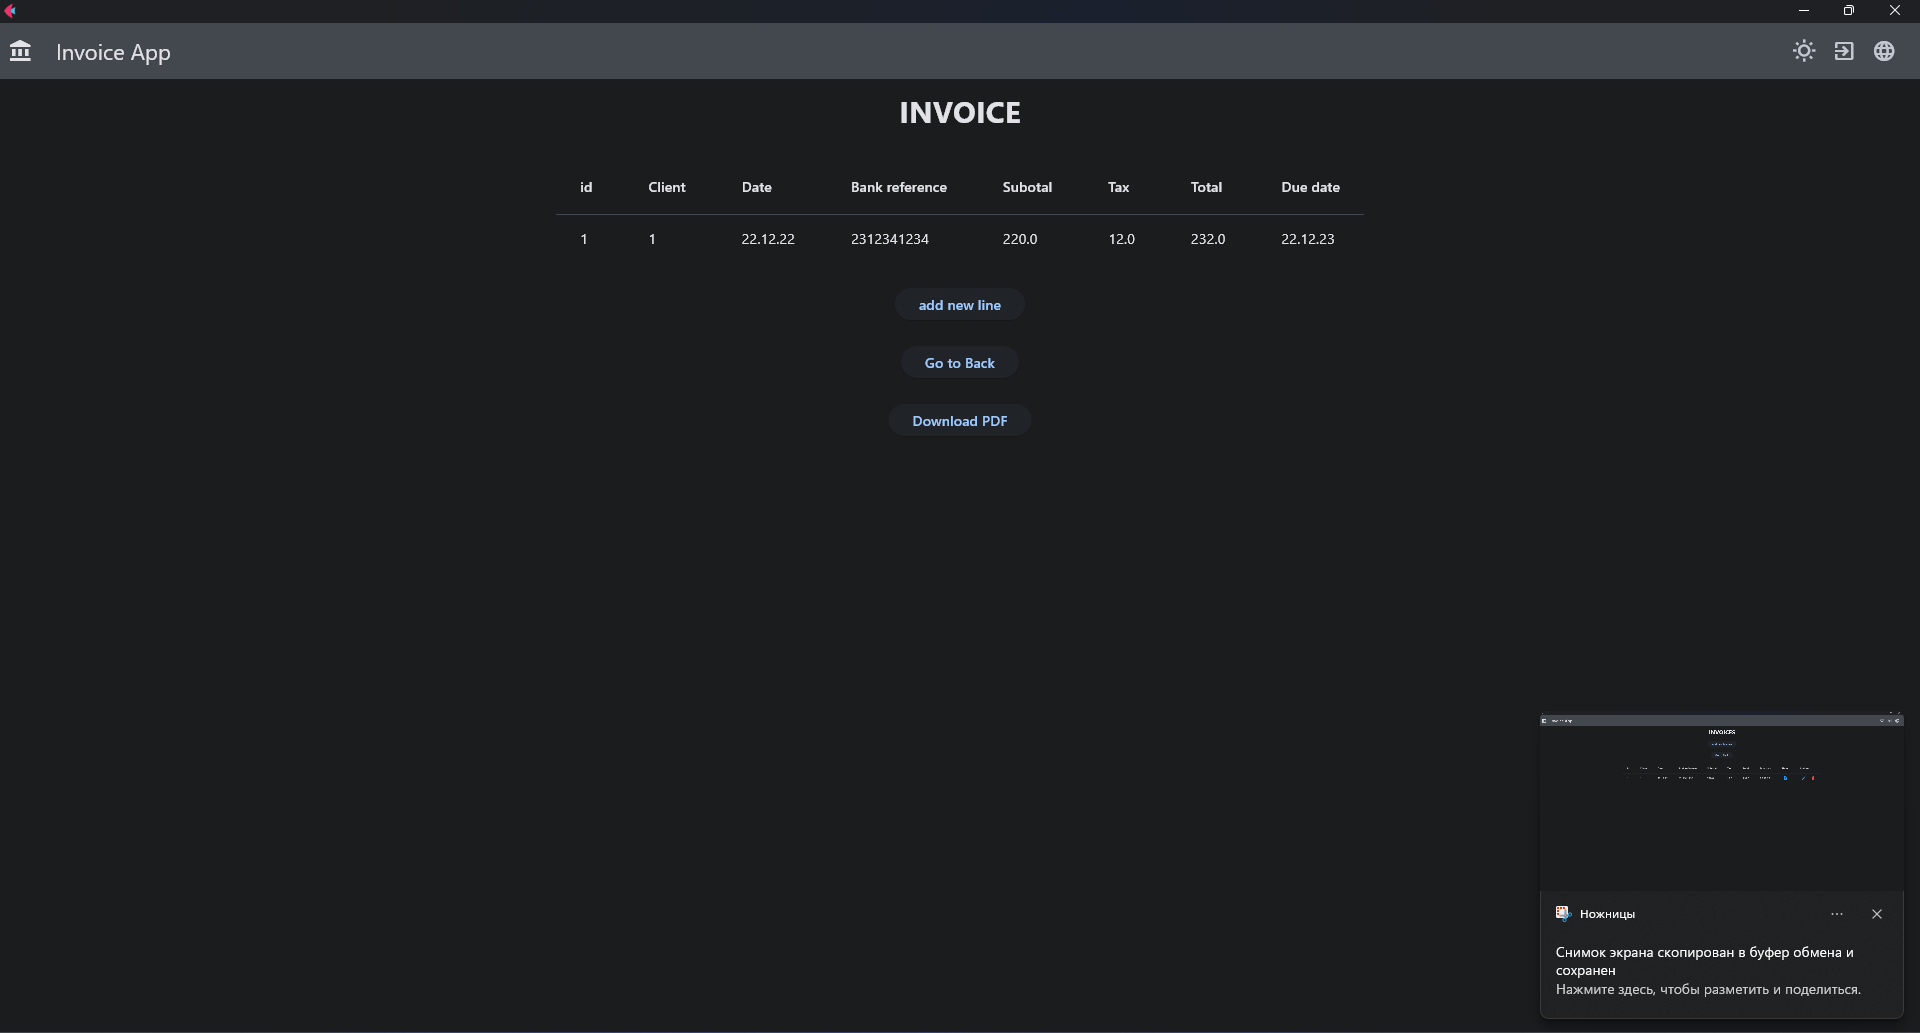 Invoice App
INVOICE
id Client Date Bank reference Subotal Tax Total Due date
1 1 22.12.22 2312341234 220.0 12.0 232.0 22.12.23
add new line
Go to Back
Download PDF
INVOICES
Ножницы
Снимок экрана скопирован в буфер обмена и
сохранен
Нажмите здесь, чтобы разметить и поделиться.